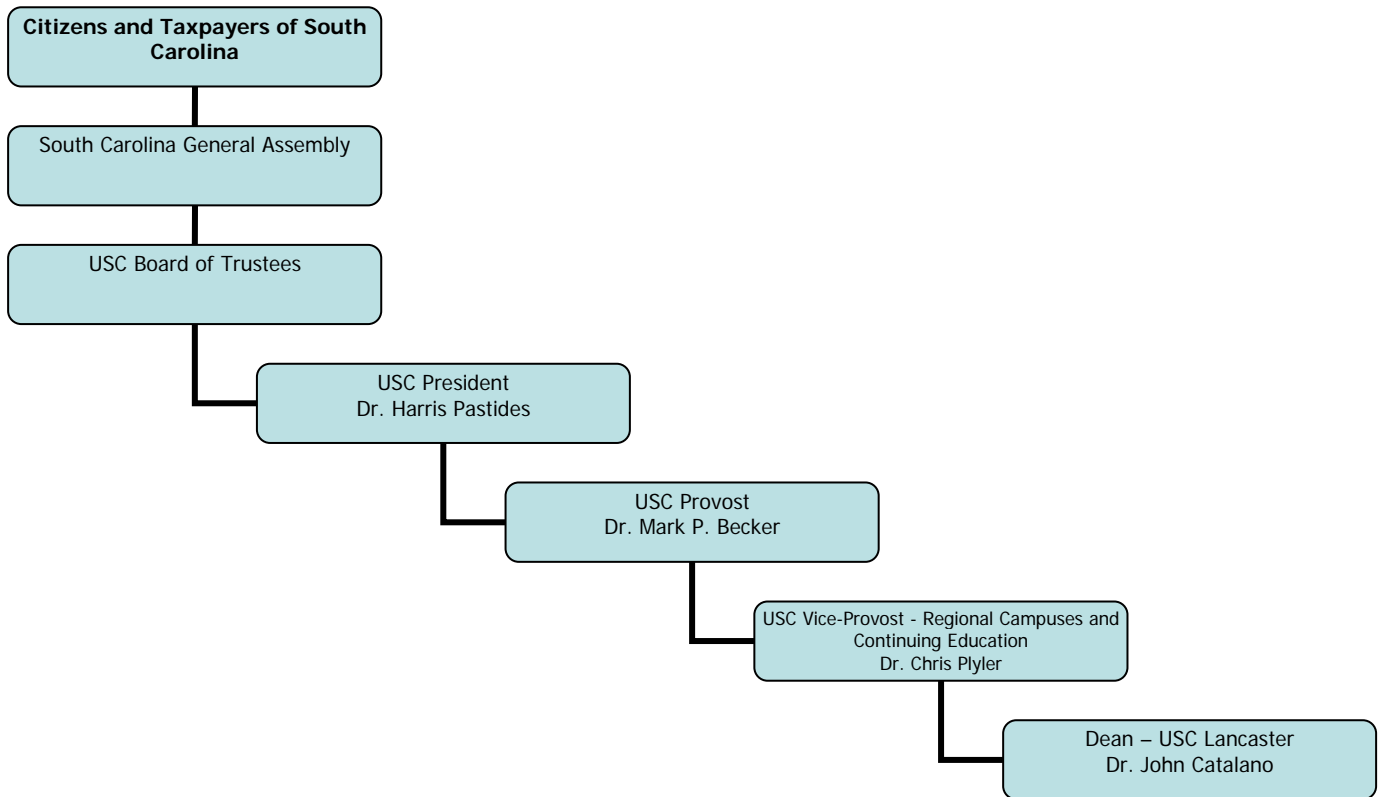 Citizens and Taxpayers of South
Carolina
South Carolina General Assembly
USC Board of Trustees
USC President
Dr. Harris Pastides
USC Provost
Dr. Mark P. Becker
USC Vice-Provost - Regional Campuses and
Continuing Education
Dr. Chris Plyler
Dean – USC Lancaster
Dr. John Catalano